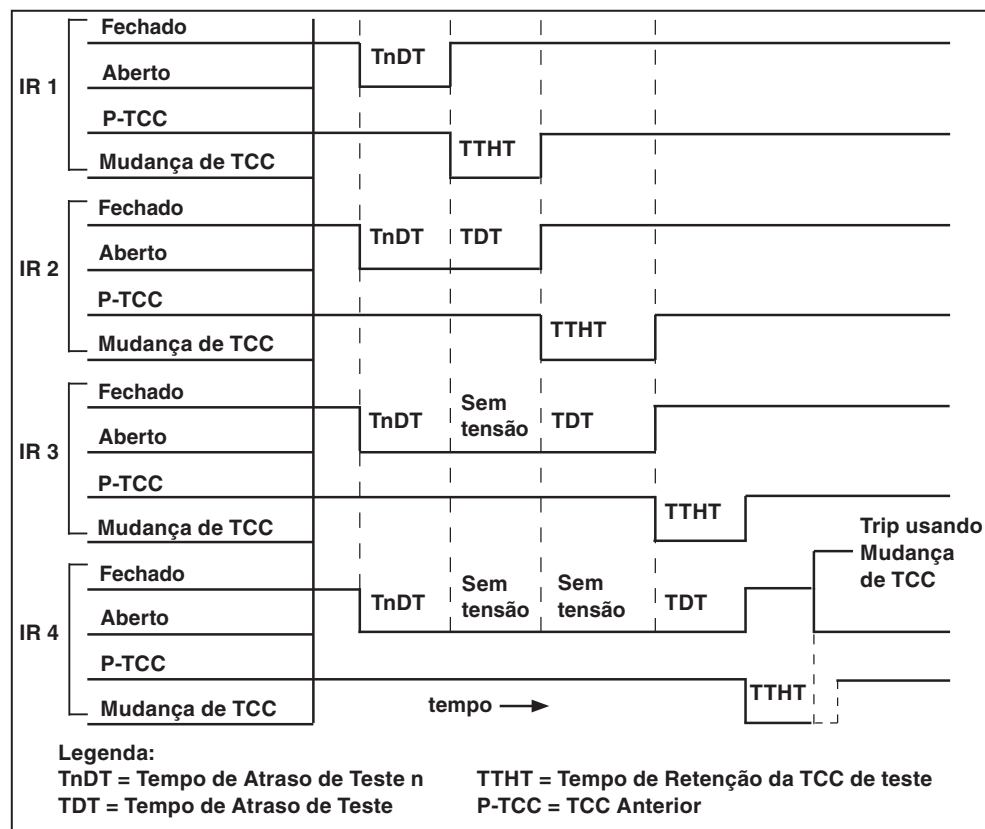 Fechado
TnDT
IR 1
Aberto
P-TCC
TTHT
Mudança de TCC
Fechado
TnDT
TDT
IR 2
Aberto
P-TCC
TTHT
Mudança de TCC
Fechado
Sem
tensão
TnDT
TDT
IR 3
Aberto
P-TCC
TTHT
Mudança de TCC
Trip usando
Mudança
de TCC
Fechado
TnDT
Sem
tensão
Sem
tensão
TDT
IR 4
Aberto
P-TCC
TTHT
Mudança de TCC
tempo
Legenda:
TnDT = Tempo de Atraso de Teste n
TTHT = Tempo de Retenção da TCC de teste
TDT = Tempo de Atraso de Teste
P-TCC = TCC Anterior